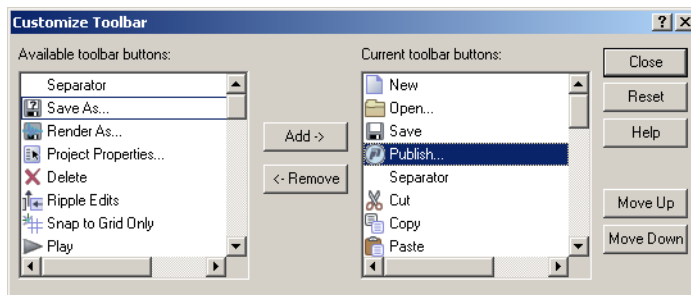 Customize Toolbar
Available toolbar buttons:
Separator
Save As...
Render As...
Project Properties...
Delete
Ripple Edits
Snap to Grid Only
Play
Add ->
<- Remove
Current toolbar buttons:
New
Open...
Save
Publish...
Separator
Cut
Copy
Paste
Close
Reset
Help
Move Up
Move Down